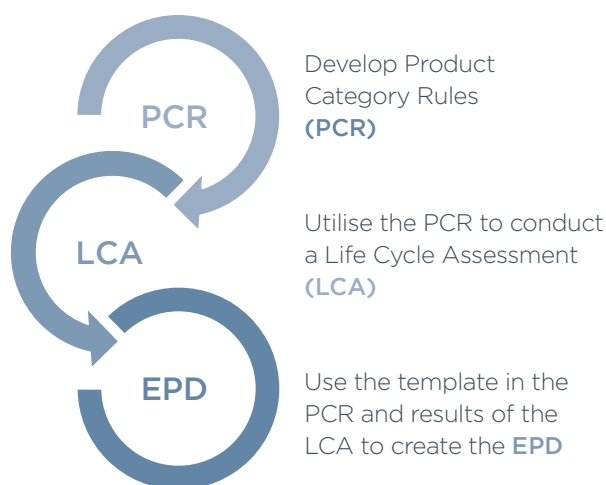 PCR
Develop Product
Category Rules
(PCR)
LCA
Utilise the PCR to conduct
a Life Cycle Assessment
(LCA)
EPD
Use the template in the
PCR and results of the
LCA to create the EPD